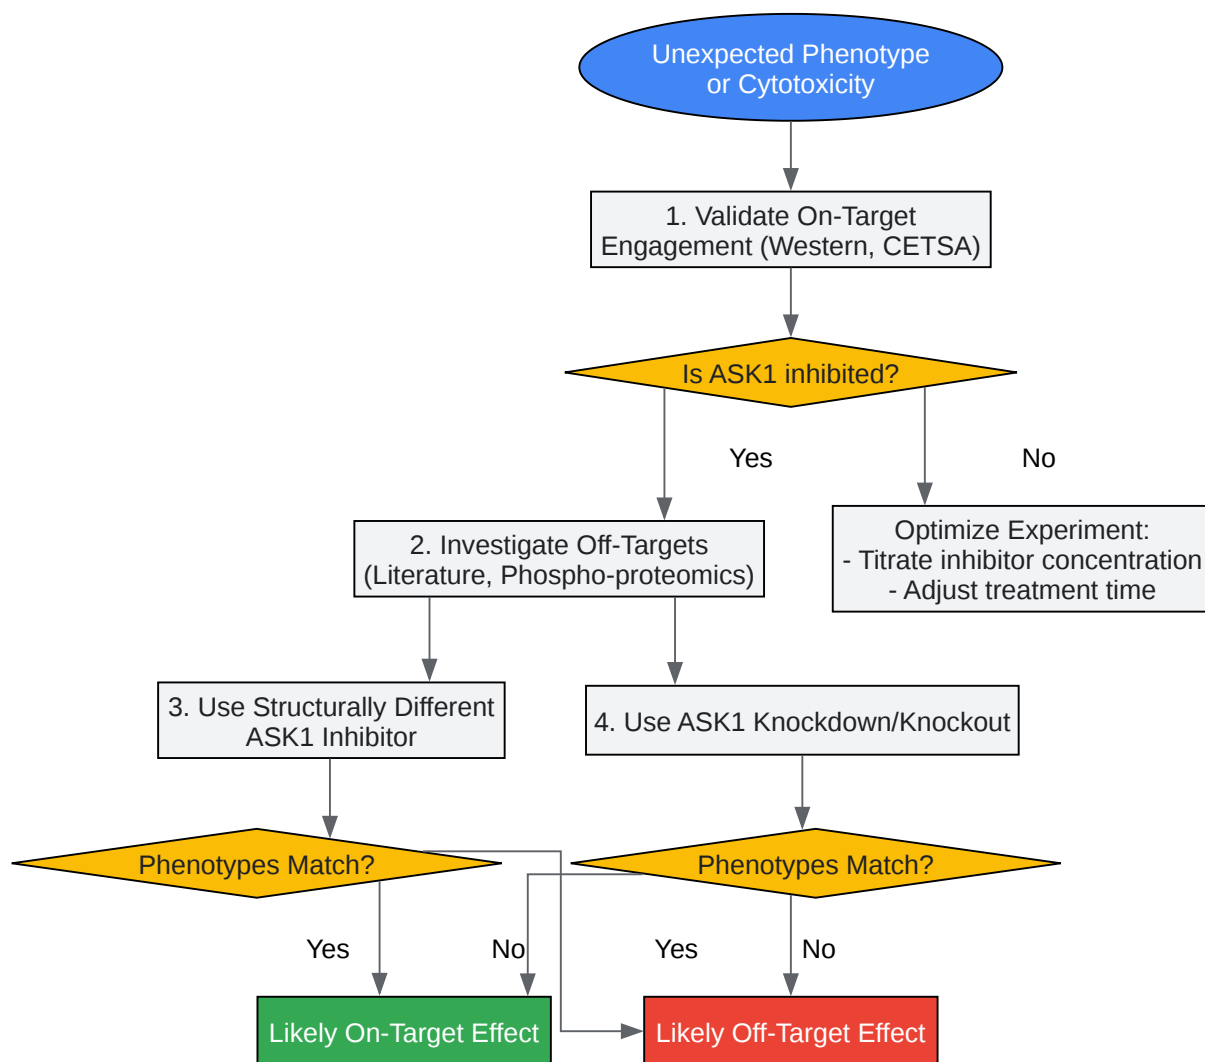 Unexpected Phenotype
or Cytotoxicity
1. Validate On-Target
Engagement (Western, CETSA)
Is ASK1 inhibited?
Yes
No
2. Investigate Off-Targets
(Literature, Phospho-proteomics)
Optimize Experiment:
- Titrate inhibitor concentration
- Adjust treatment time
3. Use Structurally Different
ASK1 Inhibitor
4. Use ASK1 Knockdown/Knockout
Phenotypes Match?
Phenotypes Match?
Yes
No
Yes
No
Likely On-Target Effect
Likely Off-Target Effect